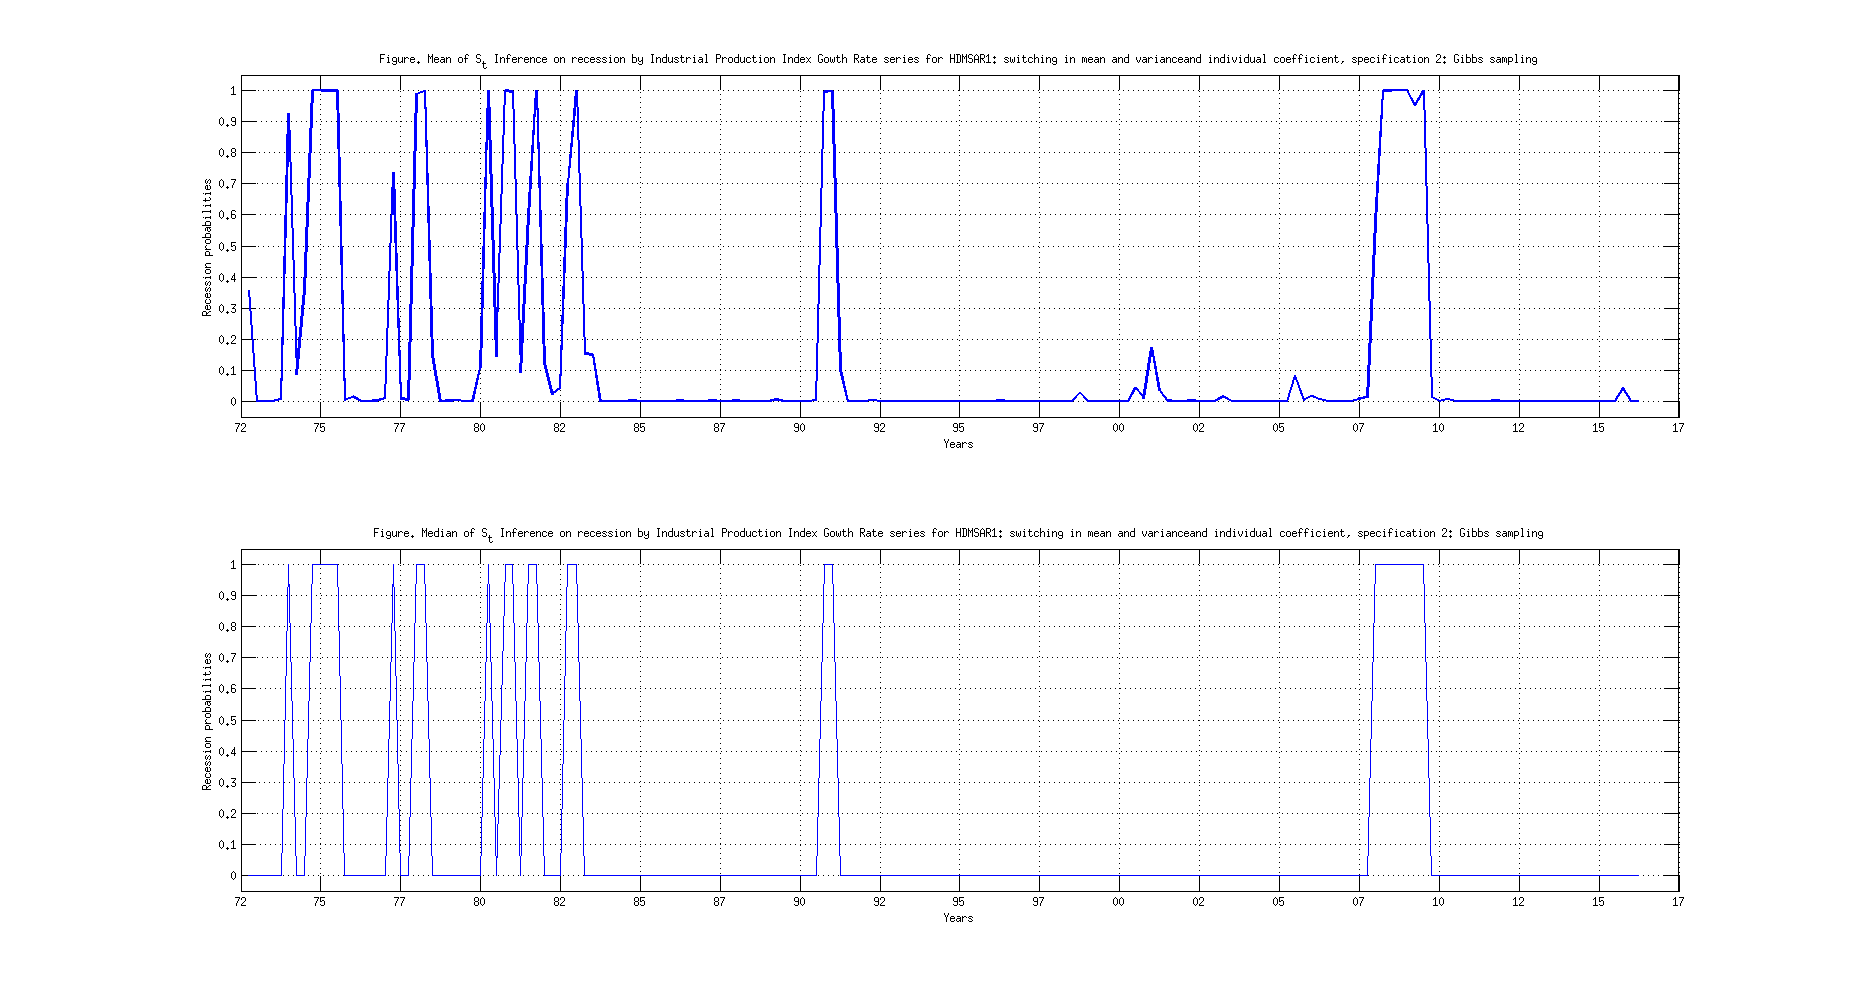 Figure. Mean of St Inference on recession by Industrial Production Index Gowth Rate series for HDMSAR1: switching in mean and varianceand individual coefficient, specification 2: Gibbs sampling
Recession probabilities
1
0.9
0.8
0.7
0.6
0.5
0.4
0.3
0.2
0.1
0
72 75 77 80 82 85 87 90 92 95 97 00 02 05 07 10 12 15 17
Years
Figure. Median of St Inference on recession by Industrial Production Index Gowth Rate series for HDMSAR1: switching in mean and varianceand individual coefficient, specification 2: Gibbs sampling
Recession probabilities
1
0.9
0.8
0.7
0.6
0.5
0.4
0.3
0.2
0.1
0
72 75 77 80 82 85 87 90 92 95 97 00 02 05 07 10 12 15 17
Years